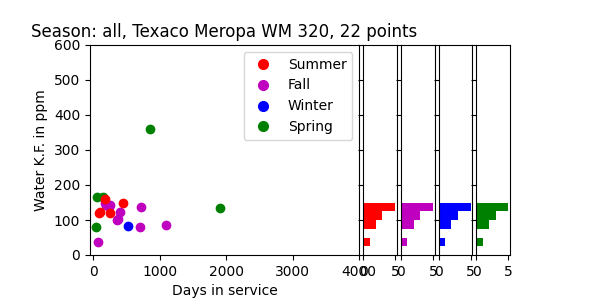 Season: all, Texaco Meropa WM 320, 22 points
Water K.F. in ppm
600
500
400
300
200
100
0
Summer
Fall
Winter
Spring
0 1000 2000 3000 4000
0 5
0 5
0 5
0 5
Days in service